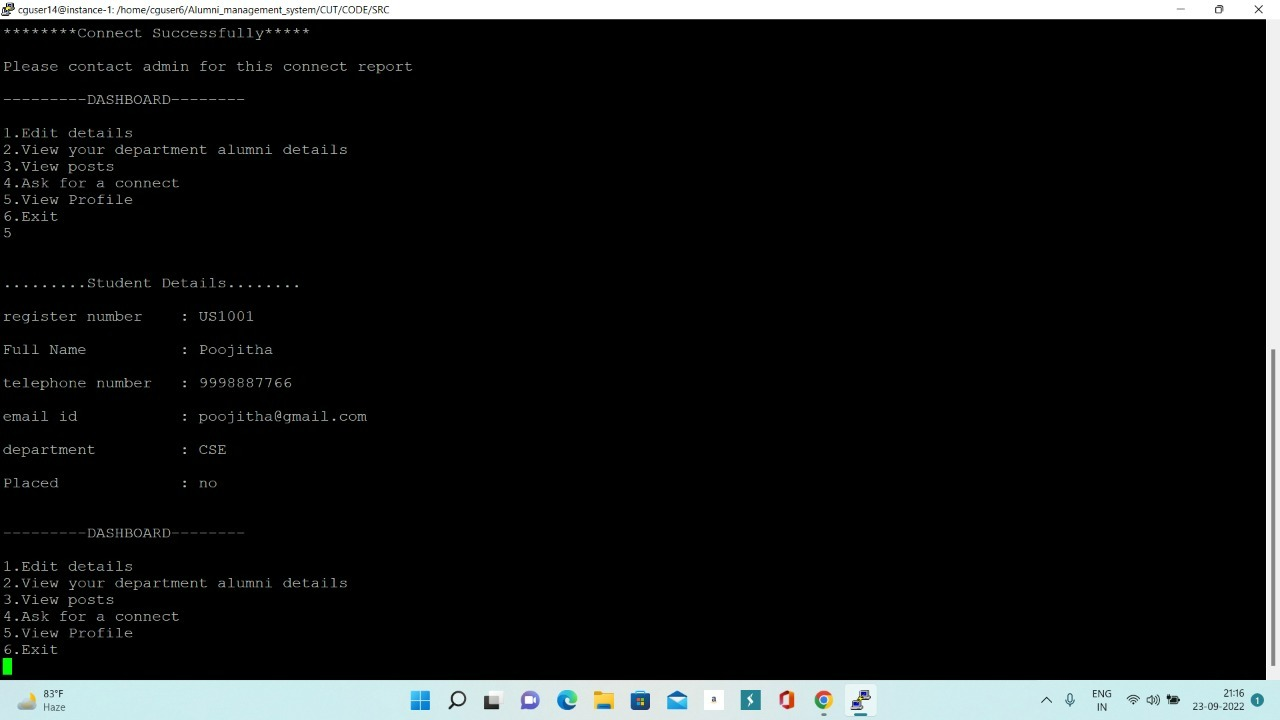 cguser14@instance-1: /home/cguser6/Alumni_management_system/CUT/CODE/SRC
********Connect Successfully*****
Please contact admin for this connect report
---------DASHBOARD--------
1.Edit details
2.View your department alumni details
3.View posts
4.Ask for a connect
5.View Profile
6.Exit
5
.........Student Details........
register number : US1001
Full Name : Poojitha
telephone number : 9998887766
email id : poojitha@gmail.com
department : CSE
Placed : no
---------DASHBOARD--------
1.Edit details
2.View your department alumni details
3.View posts
4.Ask for a connect
5.View Profile
6.Exit
83°F
Haze
a
ENG
IN
21:16
23-09-2022
1